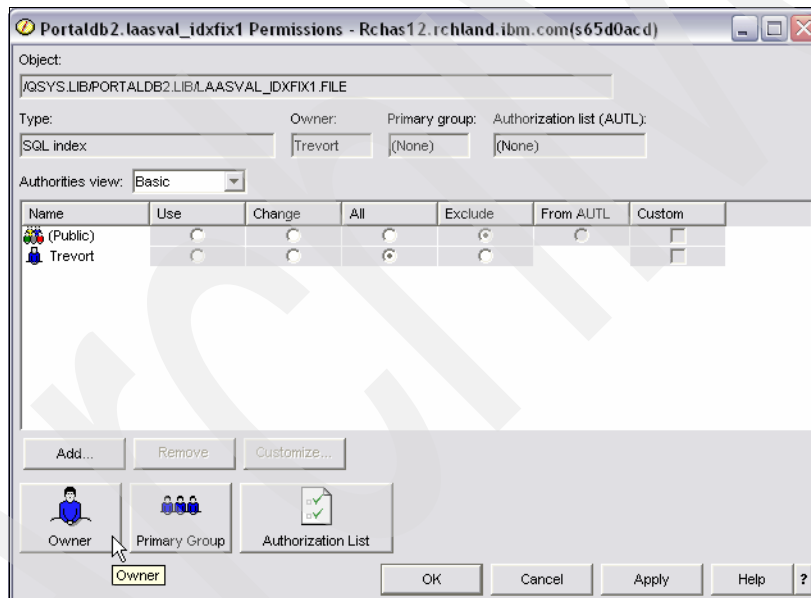 Portaldb2.laasval_idxfix1 Permissions - Rchas12.rchland.ibm.com(s65d0acd)
Object:
/QSYS.LIB/PORTALDB2.LIB/LAASVAL_IDXFIX1.FILE
Type: Owner: Primary group: Authorization list (AUTL):
SQL index Trevort (None) (None)
Authorities view: Basic
Name Use Change All Exclude From AUTL Custom
(Public)
Trevort
Add... Remove Customize...
Owner Primary Group Authorization List
Owner
OK Cancel Apply Help ?